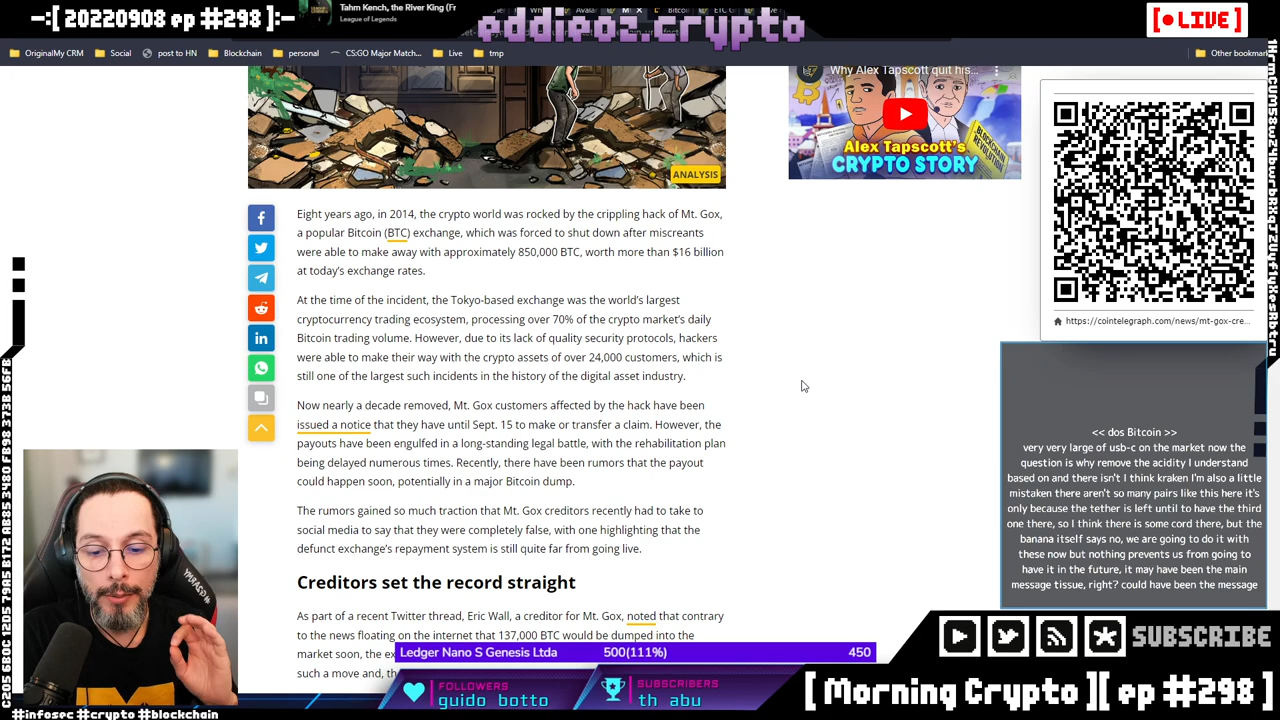 -:[ 20220908 ep #298 ]:-
Tahm Kench, the River King (Fr
League of Legends
eddieoz.crypto
[ ● LIVE ]
OriginalMy CRM
Social
post to HN
Blockchain
personal
CS:GO Major Match...
Live
tmp
Other bookmar
ANALYSIS
Why Alex Tapscott quit his...
BLOCKCHAIN REVOLUTION
Alex Tapscott's
CRYPTO STORY
https://cointelegraph.com/news/mt-gox-cre...
Eight years ago, in 2014, the crypto world was rocked by the crippling hack of Mt. Gox,
a popular Bitcoin (BTC) exchange, which was forced to shut down after miscreants
were able to make away with approximately 850,000 BTC, worth more than $16 billion
at today's exchange rates.
At the time of the incident, the Tokyo-based exchange was the world's largest
cryptocurrency trading ecosystem, processing over 70% of the crypto market's daily
Bitcoin trading volume. However, due to its lack of quality security protocols, hackers
were able to make their way with the crypto assets of over 24,000 customers, which is
still one of the largest such incidents in the history of the digital asset industry.
Now nearly a decade removed, Mt. Gox customers affected by the hack have been
issued a notice that they have until Sept. 15 to make or transfer a claim. However, the
payouts have been engulfed in a long-standing legal battle, with the rehabilitation plan
being delayed numerous times. Recently, there have been rumors that the payout
could happen soon, potentially in a major Bitcoin dump.
The rumors gained so much traction that Mt. Gox creditors recently had to take to
social media to say that they were completely false, with one highlighting that the
defunct exchange's repayment system is still quite far from going live.
Creditors set the record straight
As part of a recent Twitter thread, Eric Wall, a creditor for Mt. Gox, noted that contrary
to the news floating on the internet that 137,000 BTC would be dumped into the
market soon, the ex
such a move and, th
<< dos Bitcoin >>
very very large of usb-c on the market now the
question is why remove the acidity I understand
based on and there isn't I think kraken I'm also a little
mistaken there aren't so many pairs like this here it's
only because the tether is left until to have the third
one there, so I think there is some cord there, but the
banana itself says no, we are going to do it with
these now but nothing prevents us from going to
have it in the future, it may have been the main
message tissue, right? could have been the message
Ledger Nano S Genesis Ltda 500(111%) 450
FOLLOWERS
guido botto
SUBSCRIBERS
th abu
SUBSCRIBE
[ Morning Crypto ][ ep #298 ]
#infosec #crypto #blockchain